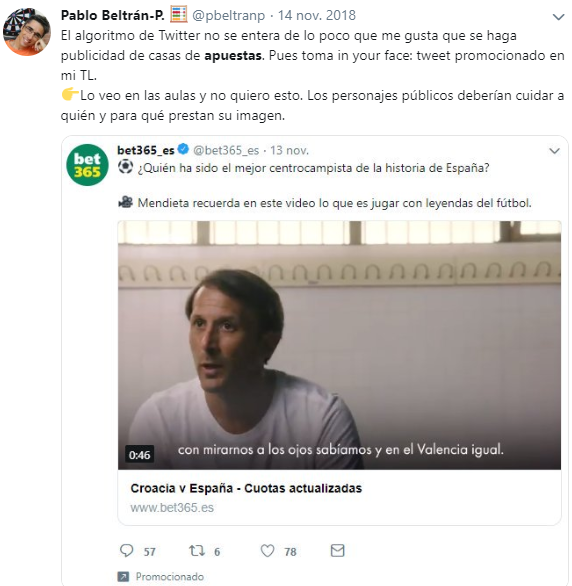 Pablo Beltrán-P. @pbeltranp · 14 nov. 2018
El algoritmo de Twitter no se entera de lo poco que me gusta que se haga
publicidad de casas de apuestas. Pues toma in your face: tweet promocionado en
mi TL.
👉Lo veo en las aulas y no quiero esto. Los personajes públicos deberían cuidar a
quién y para qué prestan su imagen.
bet365_es @bet365_es · 13 nov.
bet
365
⚽ ¿Quién ha sido el mejor centrocampista de la historia de España?
🎥 Mendieta recuerda en este video lo que es jugar con leyendas del fútbol.
con mirarnos a los ojos sabíamos y en el Valencia igual.
0:46
Croacia v España - Cuotas actualizadas
www.bet365.es
57 6 78
Promocionado